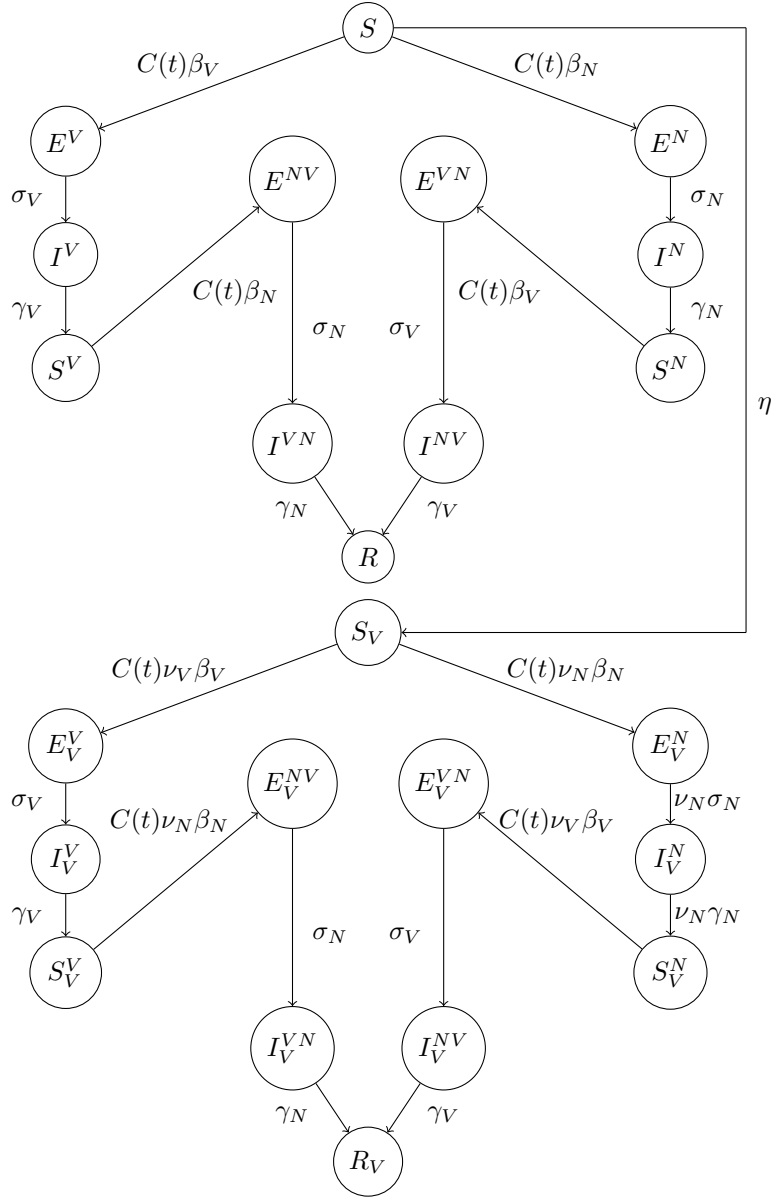 S
C(t)β_V C(t)β_N
E^V E^{NV} E^{VN} E^N
σ_V σ_N
I^V I^N
C(t)β_N C(t)β_V
γ_V γ_N
σ_N σ_V
S^V S^N
η
I^{VN} I^{NV}
γ_N γ_V
R
S_V
C(t)ν_Vβ_V C(t)ν_Nβ_N
E_V^V E_V^{NV} E_V^{VN} E_V^N
σ_V ν_Nσ_N
C(t)ν_Nβ_N C(t)ν_Vβ_V
I_V^V I_V^N
γ_V ν_Nγ_N
σ_N σ_V
S_V^V S_V^N
I_V^{VN} I_V^{NV}
γ_N γ_V
R_V